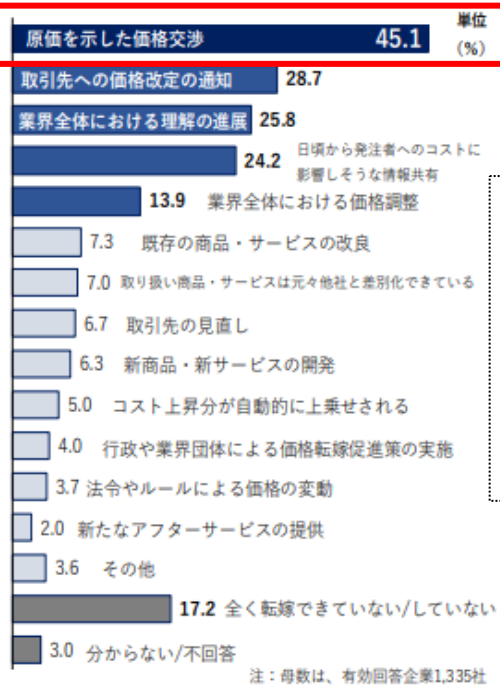 単位
(%)
原価を示した価格交渉 45.1
取引先への価格改定の通知 28.7
業界全体における理解の進展 25.8
24.2 日頃から発注者へのコストに
影響しそうな情報共有
13.9 業界全体における価格調整
7.3 既存の商品・サービスの改良
7.0 取り扱い商品・サービスは元々他社と差別化できている
6.7 取引先の見直し
6.3 新商品・新サービスの開発
5.0 コスト上昇分が自動的に上乗せされる
4.0 行政や業界団体による価格転嫁促進策の実施
3.7 法令やルールによる価格の変動
2.0 新たなアフターサービスの提供
3.6 その他
17.2 全く転嫁できていない/していない
3.0 分からない/不回答
注：母数は、有効回答企業1,335社